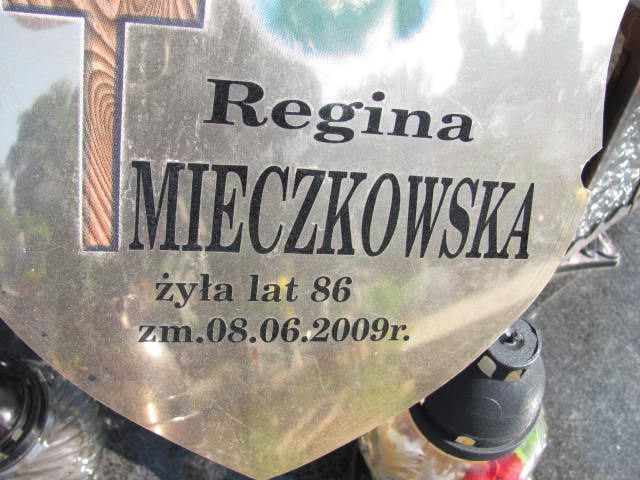 Regina
MIECZKOWSKA
żyła lat 86
zm.08.06.2009r.